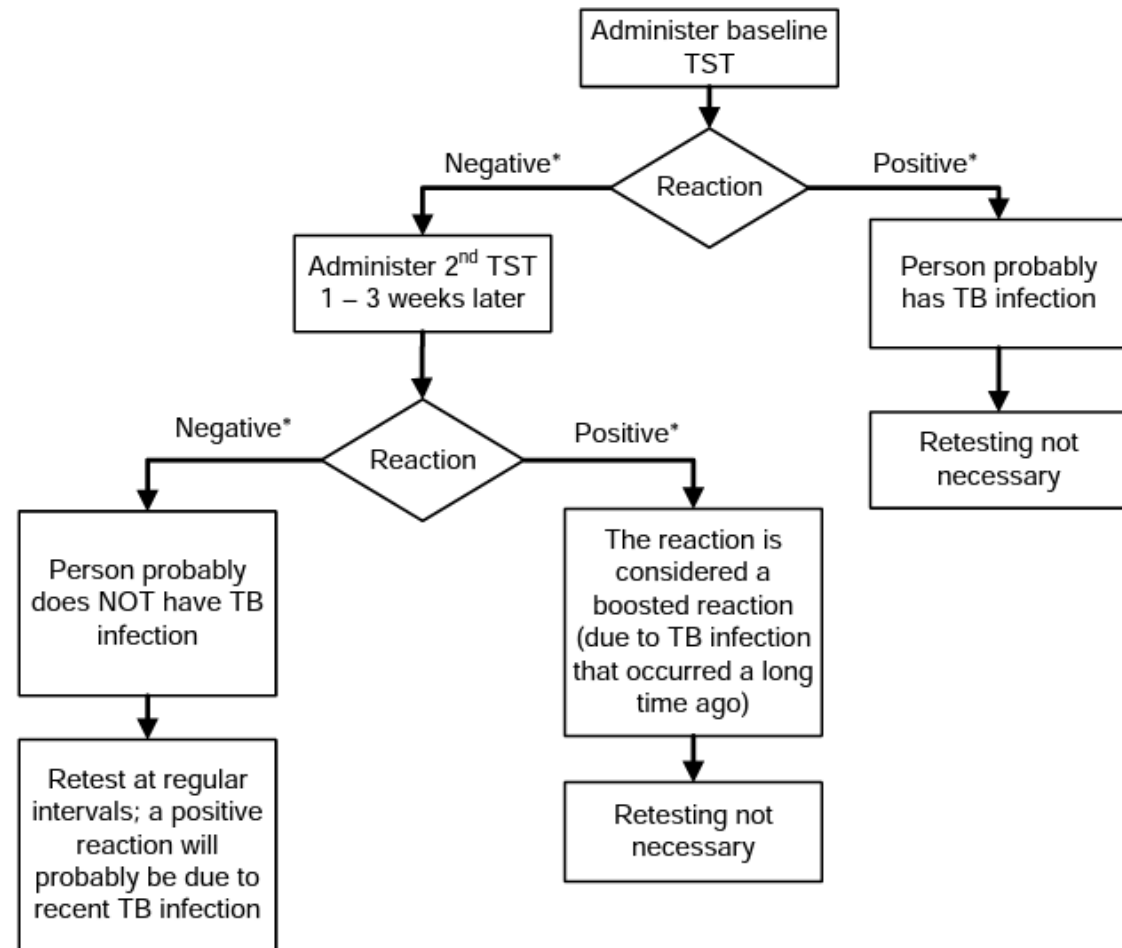 Administer baseline
TST
Reaction
Negative*
Positive*
Administer 2nd TST
1 – 3 weeks later
Person probably
has TB infection
Retesting not
necessary
Reaction
Negative*
Positive*
Person probably
does NOT have TB
infection
Retest at regular
intervals; a positive
reaction will
probably be due to
recent TB infection
The reaction is
considered a
boosted reaction
(due to TB infection
that occurred a long
time ago)
Retesting not
necessary